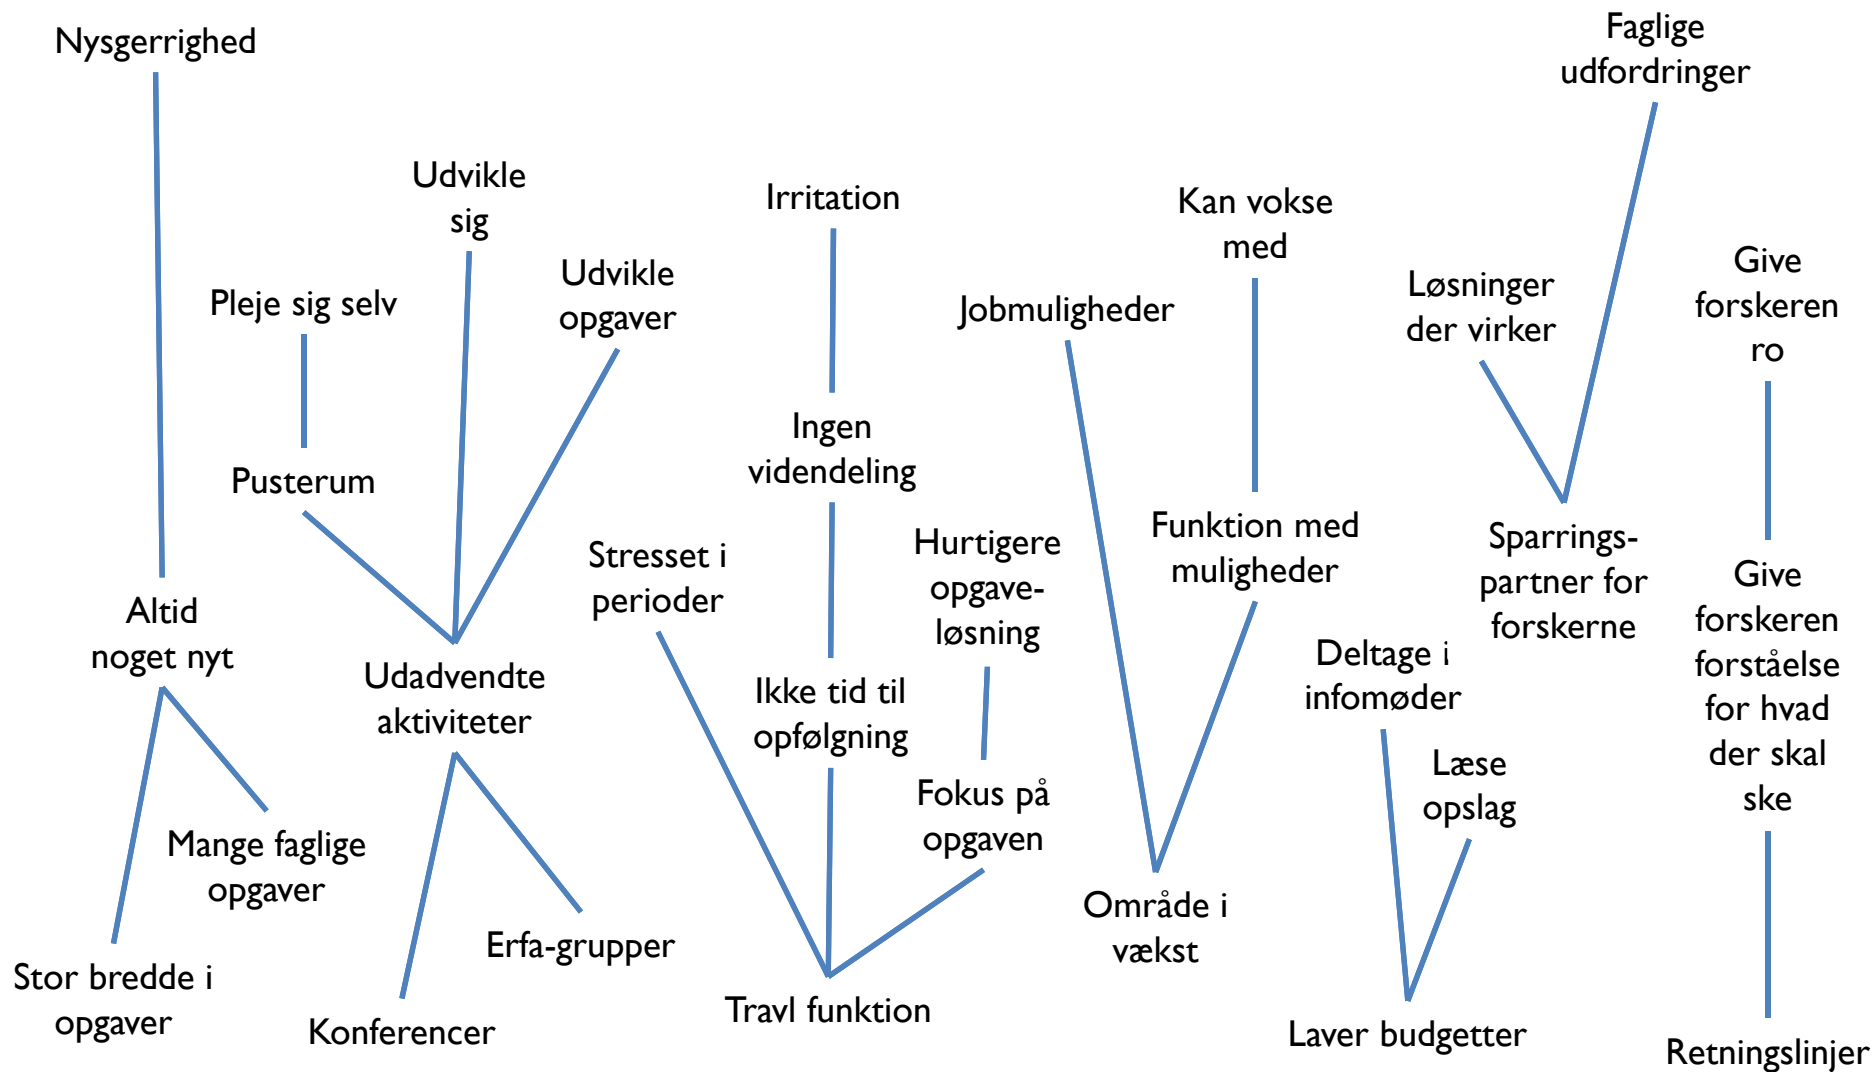 Nysgerrighed
Faglige
udfordringer
Udvikle
sig
Irritation
Kan vokse
med
Pleje sig selv
Udvikle
opgaver
Jobmuligheder
Løsninger
der virker
Give
forskeren
ro
Pusterum
Ingen
videndeling
Stresset i
perioder
Hurtigere
opgave-
løsning
Funktion med
muligheder
Sparrings-
partner for
forskerne
Give
forskeren
forståelse
for hvad
der skal
ske
Altid
noget nyt
Udadvendte
aktiviteter
Ikke tid til
opfølgning
Deltage i
infomøder
Læse
opslag
Mange faglige
opgaver
Fokus på
opgaven
Område i
vækst
Erfa-grupper
Stor bredde i
opgaver
Konferencer
Travl funktion
Laver budgetter
Retningslinjer